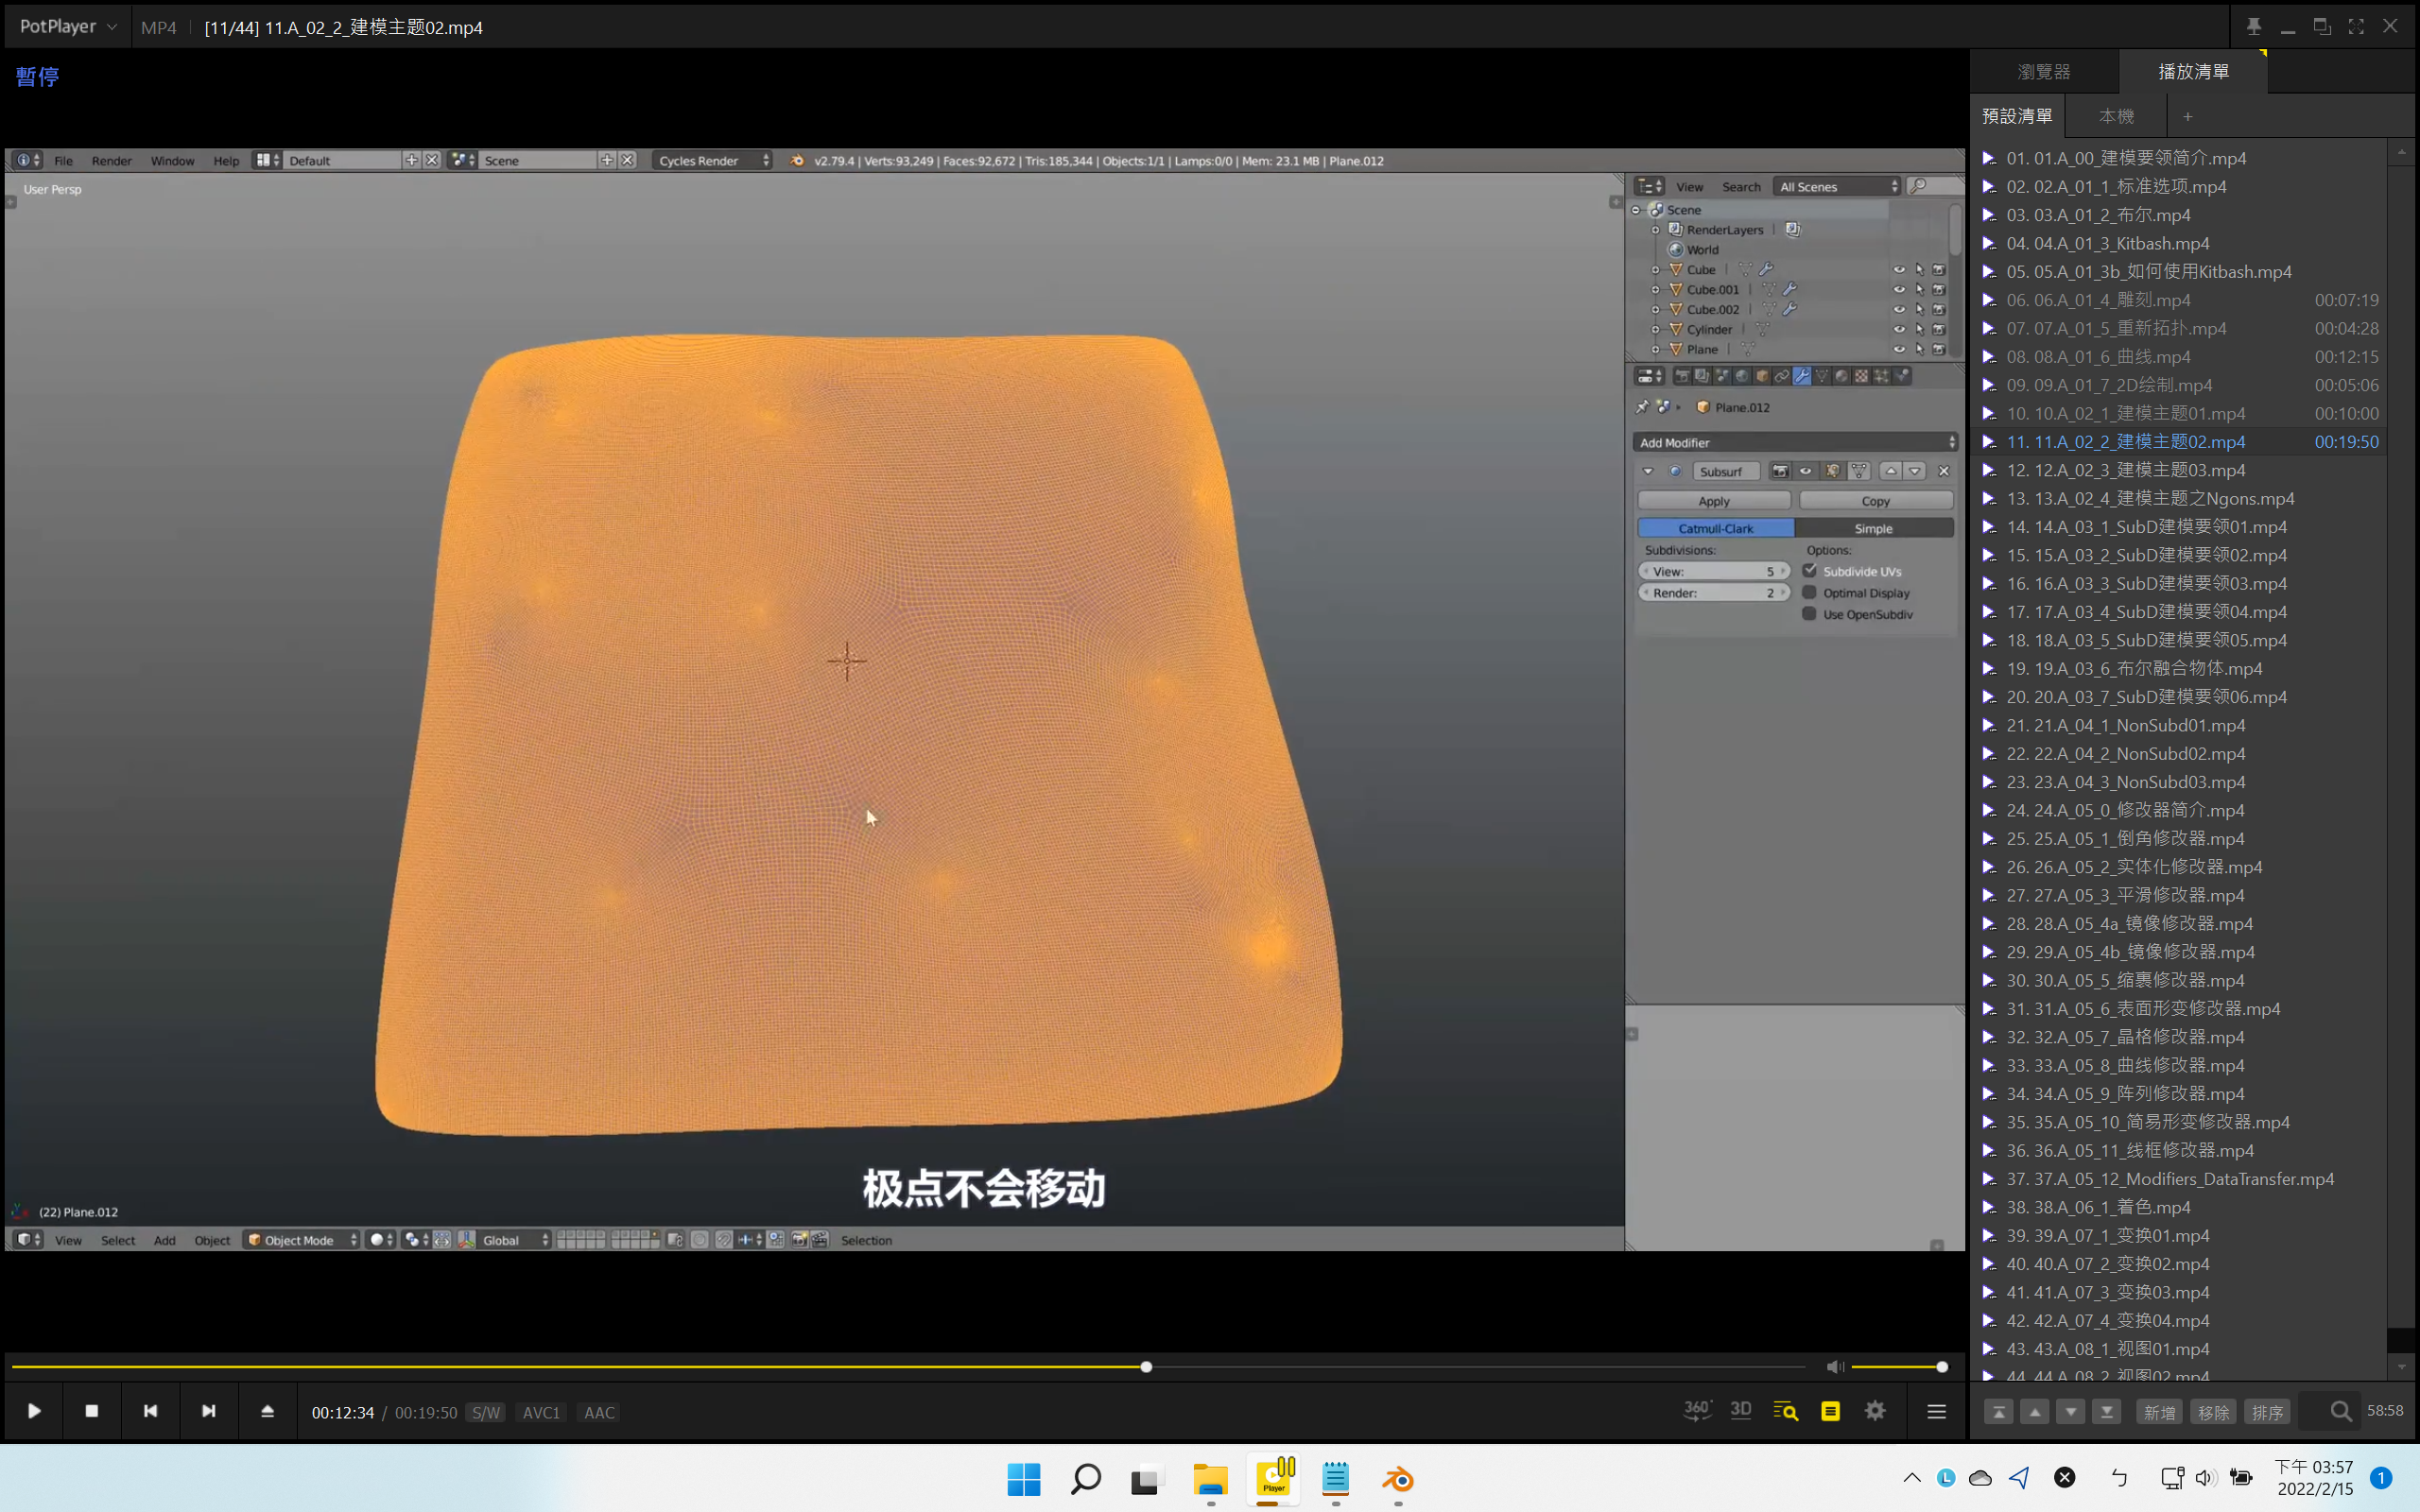 PotPlayer MP4 [11/44] 11.A_02_2_建模主题02.mp4
暫停
File Render Window Help Default Scene Cycles Render v2.79.4 | Verts:93,249 | Faces:92,672 | Tris:185,344 | Objects:1/1 | Lamps:0/0 | Mem: 23.1 MB | Plane.012
User Persp
View Search All Scenes
Scene
RenderLayers
World
Cube
Cube.001
Cube.002
Cylinder
Plane
Plane.012
Add Modifier
Subsurf
Apply Copy
Catmull-Clark Simple
Subdivisions: Options:
View: 5 Subdivide UVs
Render: 2 Optimal Display
Use OpenSubdiv
极点不会移动
(22) Plane.012
View Select Add Object Object Mode Global Selection
00:12:34 / 00:19:50 S/W AVC1 AAC
360° 3D
瀏覽器 播放清單
預設清單 本機 +
01. 01.A_00_建模要领简介.mp4
02. 02.A_01_1_标准选项.mp4
03. 03.A_01_2_布尔.mp4
04. 04.A_01_3_Kitbash.mp4
05. 05.A_01_3b_如何使用Kitbash.mp4
06. 06.A_01_4_雕刻.mp4 00:07:19
07. 07.A_01_5_重新拓扑.mp4 00:04:28
08. 08.A_01_6_曲线.mp4 00:12:15
09. 09.A_01_7_2D绘制.mp4 00:05:06
10. 10.A_02_1_建模主题01.mp4 00:10:00
11. 11.A_02_2_建模主题02.mp4 00:19:50
12. 12.A_02_3_建模主题03.mp4
13. 13.A_02_4_建模主题之Ngons.mp4
14. 14.A_03_1_SubD建模要领01.mp4
15. 15.A_03_2_SubD建模要领02.mp4
16. 16.A_03_3_SubD建模要领03.mp4
17. 17.A_03_4_SubD建模要领04.mp4
18. 18.A_03_5_SubD建模要领05.mp4
19. 19.A_03_6_布尔融合物体.mp4
20. 20.A_03_7_SubD建模要领06.mp4
21. 21.A_04_1_NonSubd01.mp4
22. 22.A_04_2_NonSubd02.mp4
23. 23.A_04_3_NonSubd03.mp4
24. 24.A_05_0_修改器简介.mp4
25. 25.A_05_1_倒角修改器.mp4
26. 26.A_05_2_实体化修改器.mp4
27. 27.A_05_3_平滑修改器.mp4
28. 28.A_05_4a_镜像修改器.mp4
29. 29.A_05_4b_镜像修改器.mp4
30. 30.A_05_5_缩裹修改器.mp4
31. 31.A_05_6_表面形变修改器.mp4
32. 32.A_05_7_晶格修改器.mp4
33. 33.A_05_8_曲线修改器.mp4
34. 34.A_05_9_阵列修改器.mp4
35. 35.A_05_10_简易形变修改器.mp4
36. 36.A_05_11_线框修改器.mp4
37. 37.A_05_12_Modifiers_DataTransfer.mp4
38. 38.A_06_1_着色.mp4
39. 39.A_07_1_变换01.mp4
40. 40.A_07_2_变换02.mp4
41. 41.A_07_3_变换03.mp4
42. 42.A_07_4_变换04.mp4
43. 43.A_08_1_视图01.mp4
44. 44.A_08_2_视图02.mp4
新增 移除 排序 58:58
Player
ㄅ
下午 03:57
2022/2/15
1